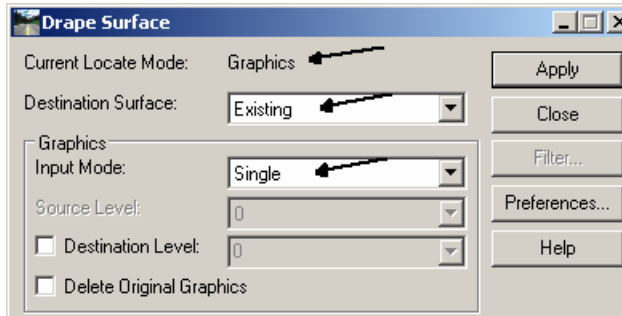 Drape Surface
Current Locate Mode: Graphics
Apply
Destination Surface: Existing
Close
Graphics
Input Mode: Single
Filter...
Source Level: 0
Preferences...
Destination Level: 0
Help
Delete Original Graphics